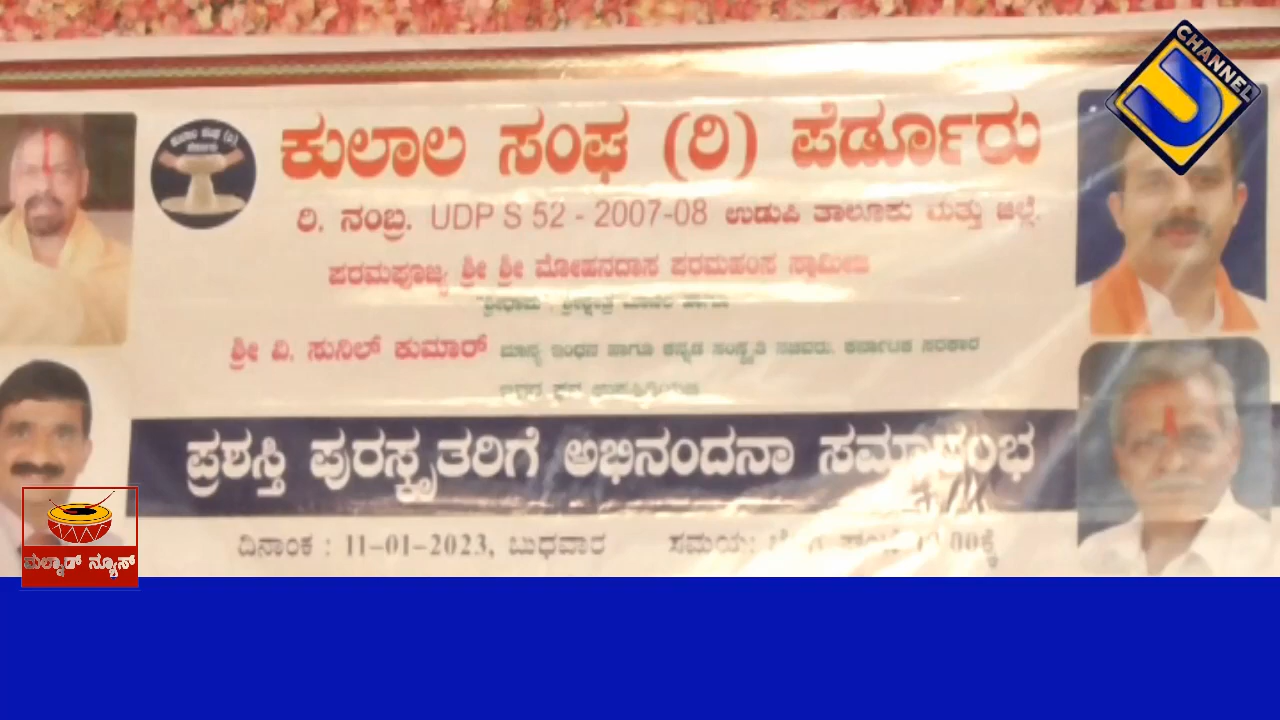 CHANNEL U
ಕುಲಾಲ ಸಂಘ (ರಿ) ಪೆರ್ಡೂರು
ರಿ. ನಂಬ್ರ. UDP S 52 - 2007-08 ಉಡುಪಿ ತಾಲೂಕು ಮತ್ತು ಜಿಲ್ಲೆ.
ಪರಮಪೂಜ್ಯ ಶ್ರೀ ಶ್ರೀ ಮೋಹನದಾಸ ಪರಮಹಂಸ ಸ್ವಾಮೀಜಿ
ಶ್ರೀ ವಿ. ಸುನಿಲ್ ಕುಮಾರ್ ಮಾನ್ಯ ಇಂಧನ ಹಾಗೂ ಕನ್ನಡ ಸಂಸ್ಕೃತಿ ಸಚಿವರು, ಕರ್ನಾಟಕ ಸರಕಾರ
ಪ್ರಶಸ್ತಿ ಪುರಸ್ಕೃತರಿಗೆ ಅಭಿನಂದನಾ ಸಮಾರಂಭ
ದಿನಾಂಕ : 11-01-2023, ಬುಧವಾರ ಸಮಯ:
ಮಲ್ನಾಡ್ ನ್ಯೂಸ್